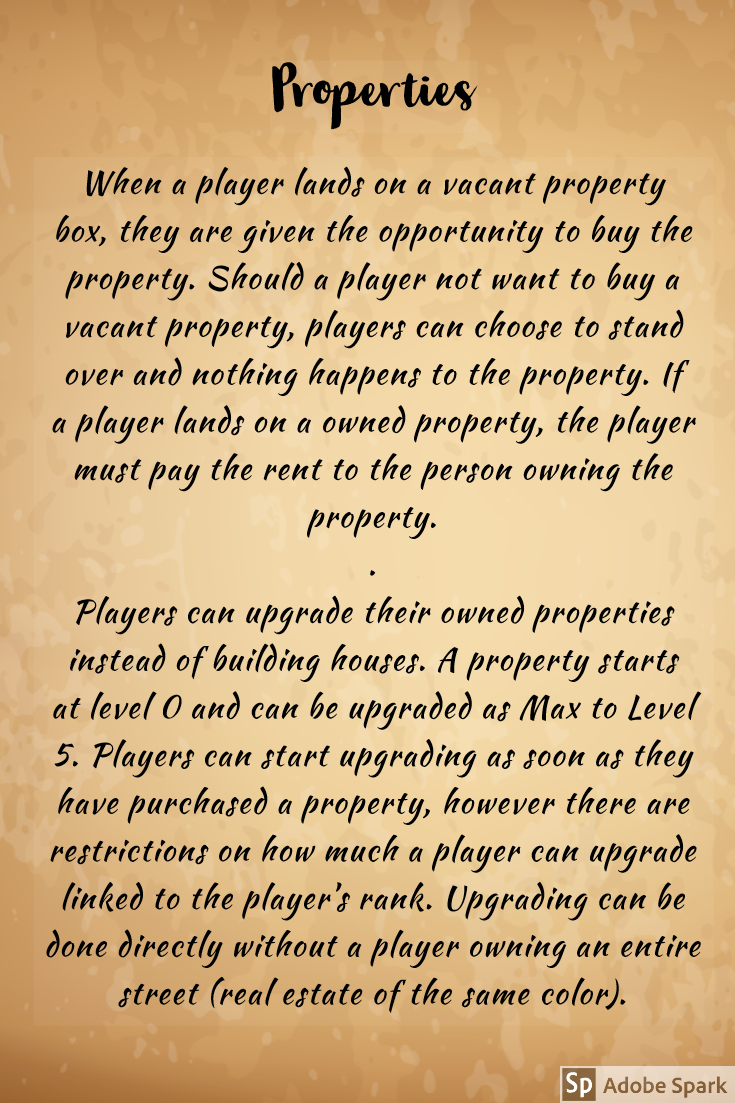 Properties
When a player lands on a vacant property
box, they are given the opportunity to buy the
property. Should a player not want to buy a
vacant property, players can choose to stand
over and nothing happens to the property. If
a player lands on a owned property, the player
must pay the rent to the person owning the
property.
.
Players can upgrade their owned properties
instead of building houses. A property starts
at level 0 and can be upgraded as Max to Level
5. Players can start upgrading as soon as they
have purchased a property, however there are
restrictions on how much a player can upgrade
linked to the player's rank. Upgrading can be
done directly without a player owning an entire
street (real estate of the same color).
Sp Adobe Spark